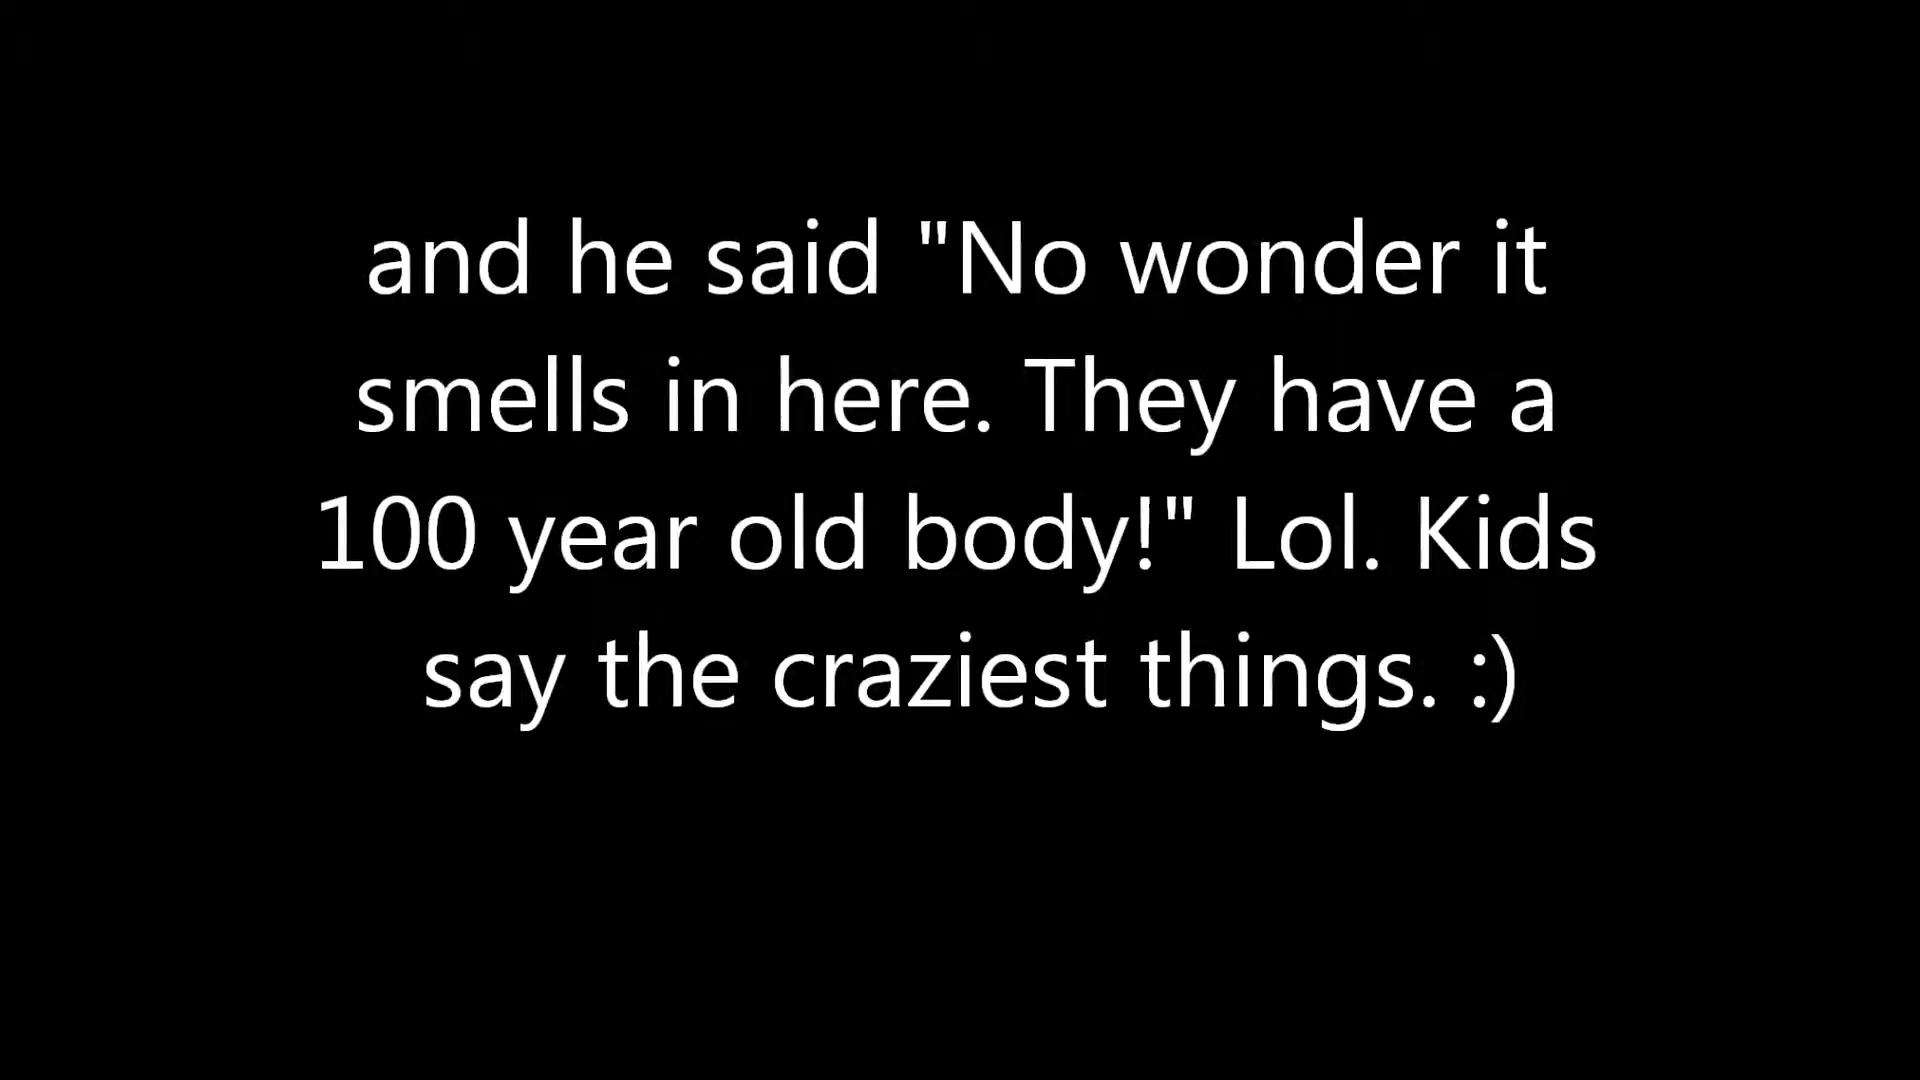 and he said "No wonder it
smells in here. They have a
100 year old body!" Lol. Kids
say the craziest things. :)